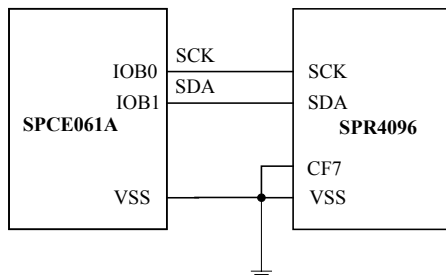 SCK
IOB0
SCK
SDA
IOB1
SDA
SPCE061A
SPR4096
CF7
VSS
VSS